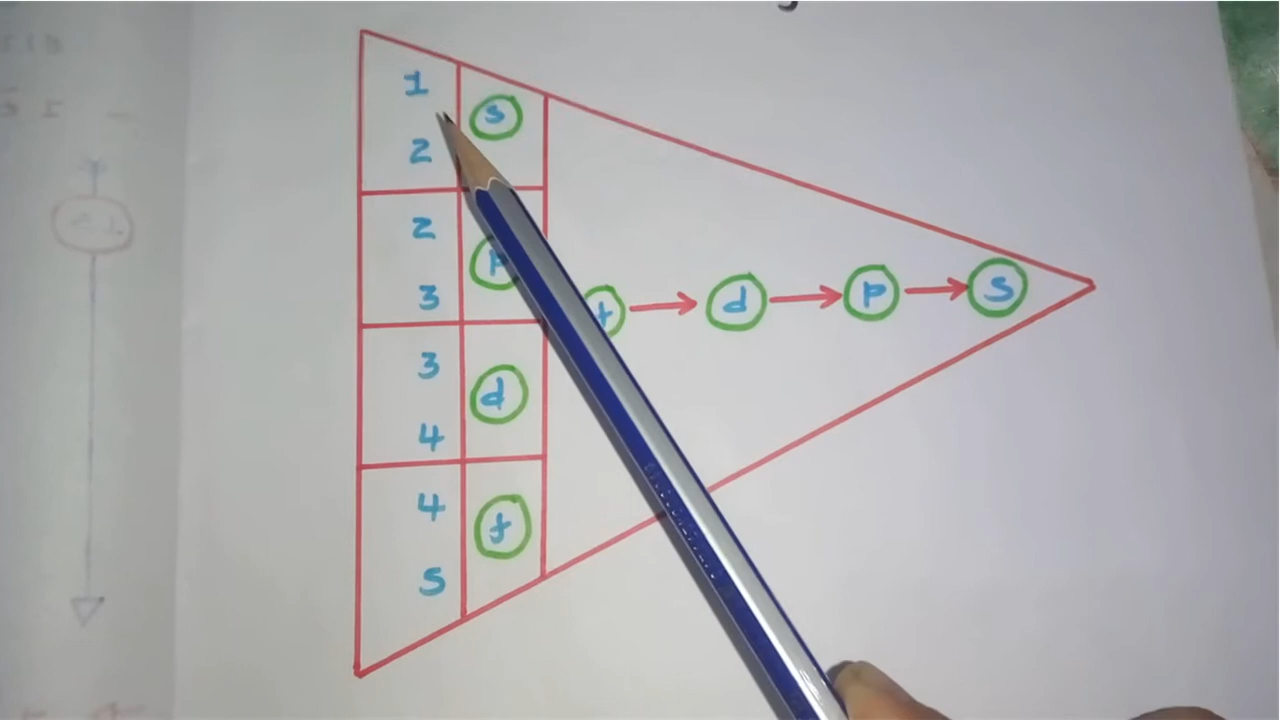 1 s
2
2 p
3
f → d → p → s
3 d
4
4 f
5